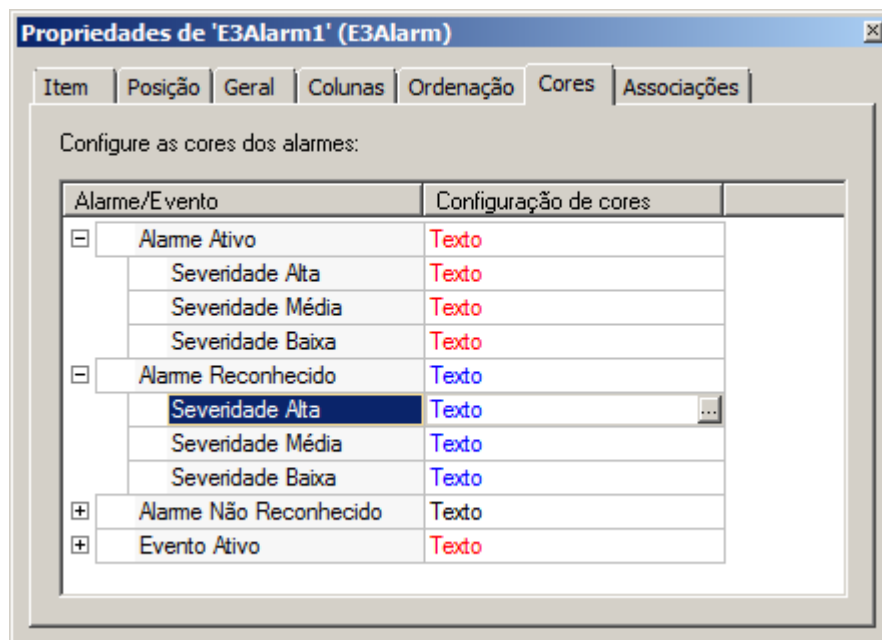 Propriedades de 'E3Alarm1' (E3Alarm)
Item Posição Geral Colunas Ordenação Cores Associações
Configure as cores dos alarmes:
Alarme/Evento Configuração de cores
Alarme Ativo Texto
Severidade Alta Texto
Severidade Média Texto
Severidade Baixa Texto
Alarme Reconhecido Texto
Severidade Alta Texto ...
Severidade Média Texto
Severidade Baixa Texto
Alarme Não Reconhecido Texto
Evento Ativo Texto